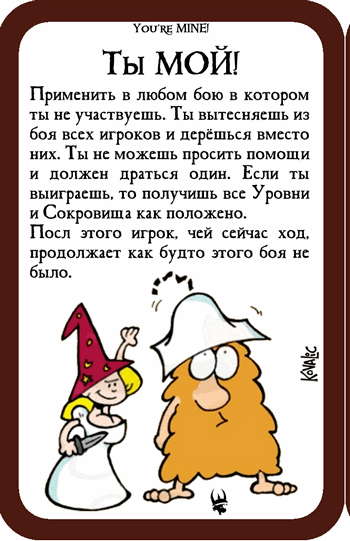 You're MINE!
Ты МОЙ!
Применить в любом бою в котором
ты не участвуешь. Ты вытесняешь из
боя всех игроков и дерёшься вместо
них. Ты не можешь просить помощи
и должен драться один. Если ты
выиграешь, то получишь все Уровни
и Сокровища как положено.
Посл этого игрок, чей сейчас ход,
продолжает как будто этого боя не
было.
Kovalic